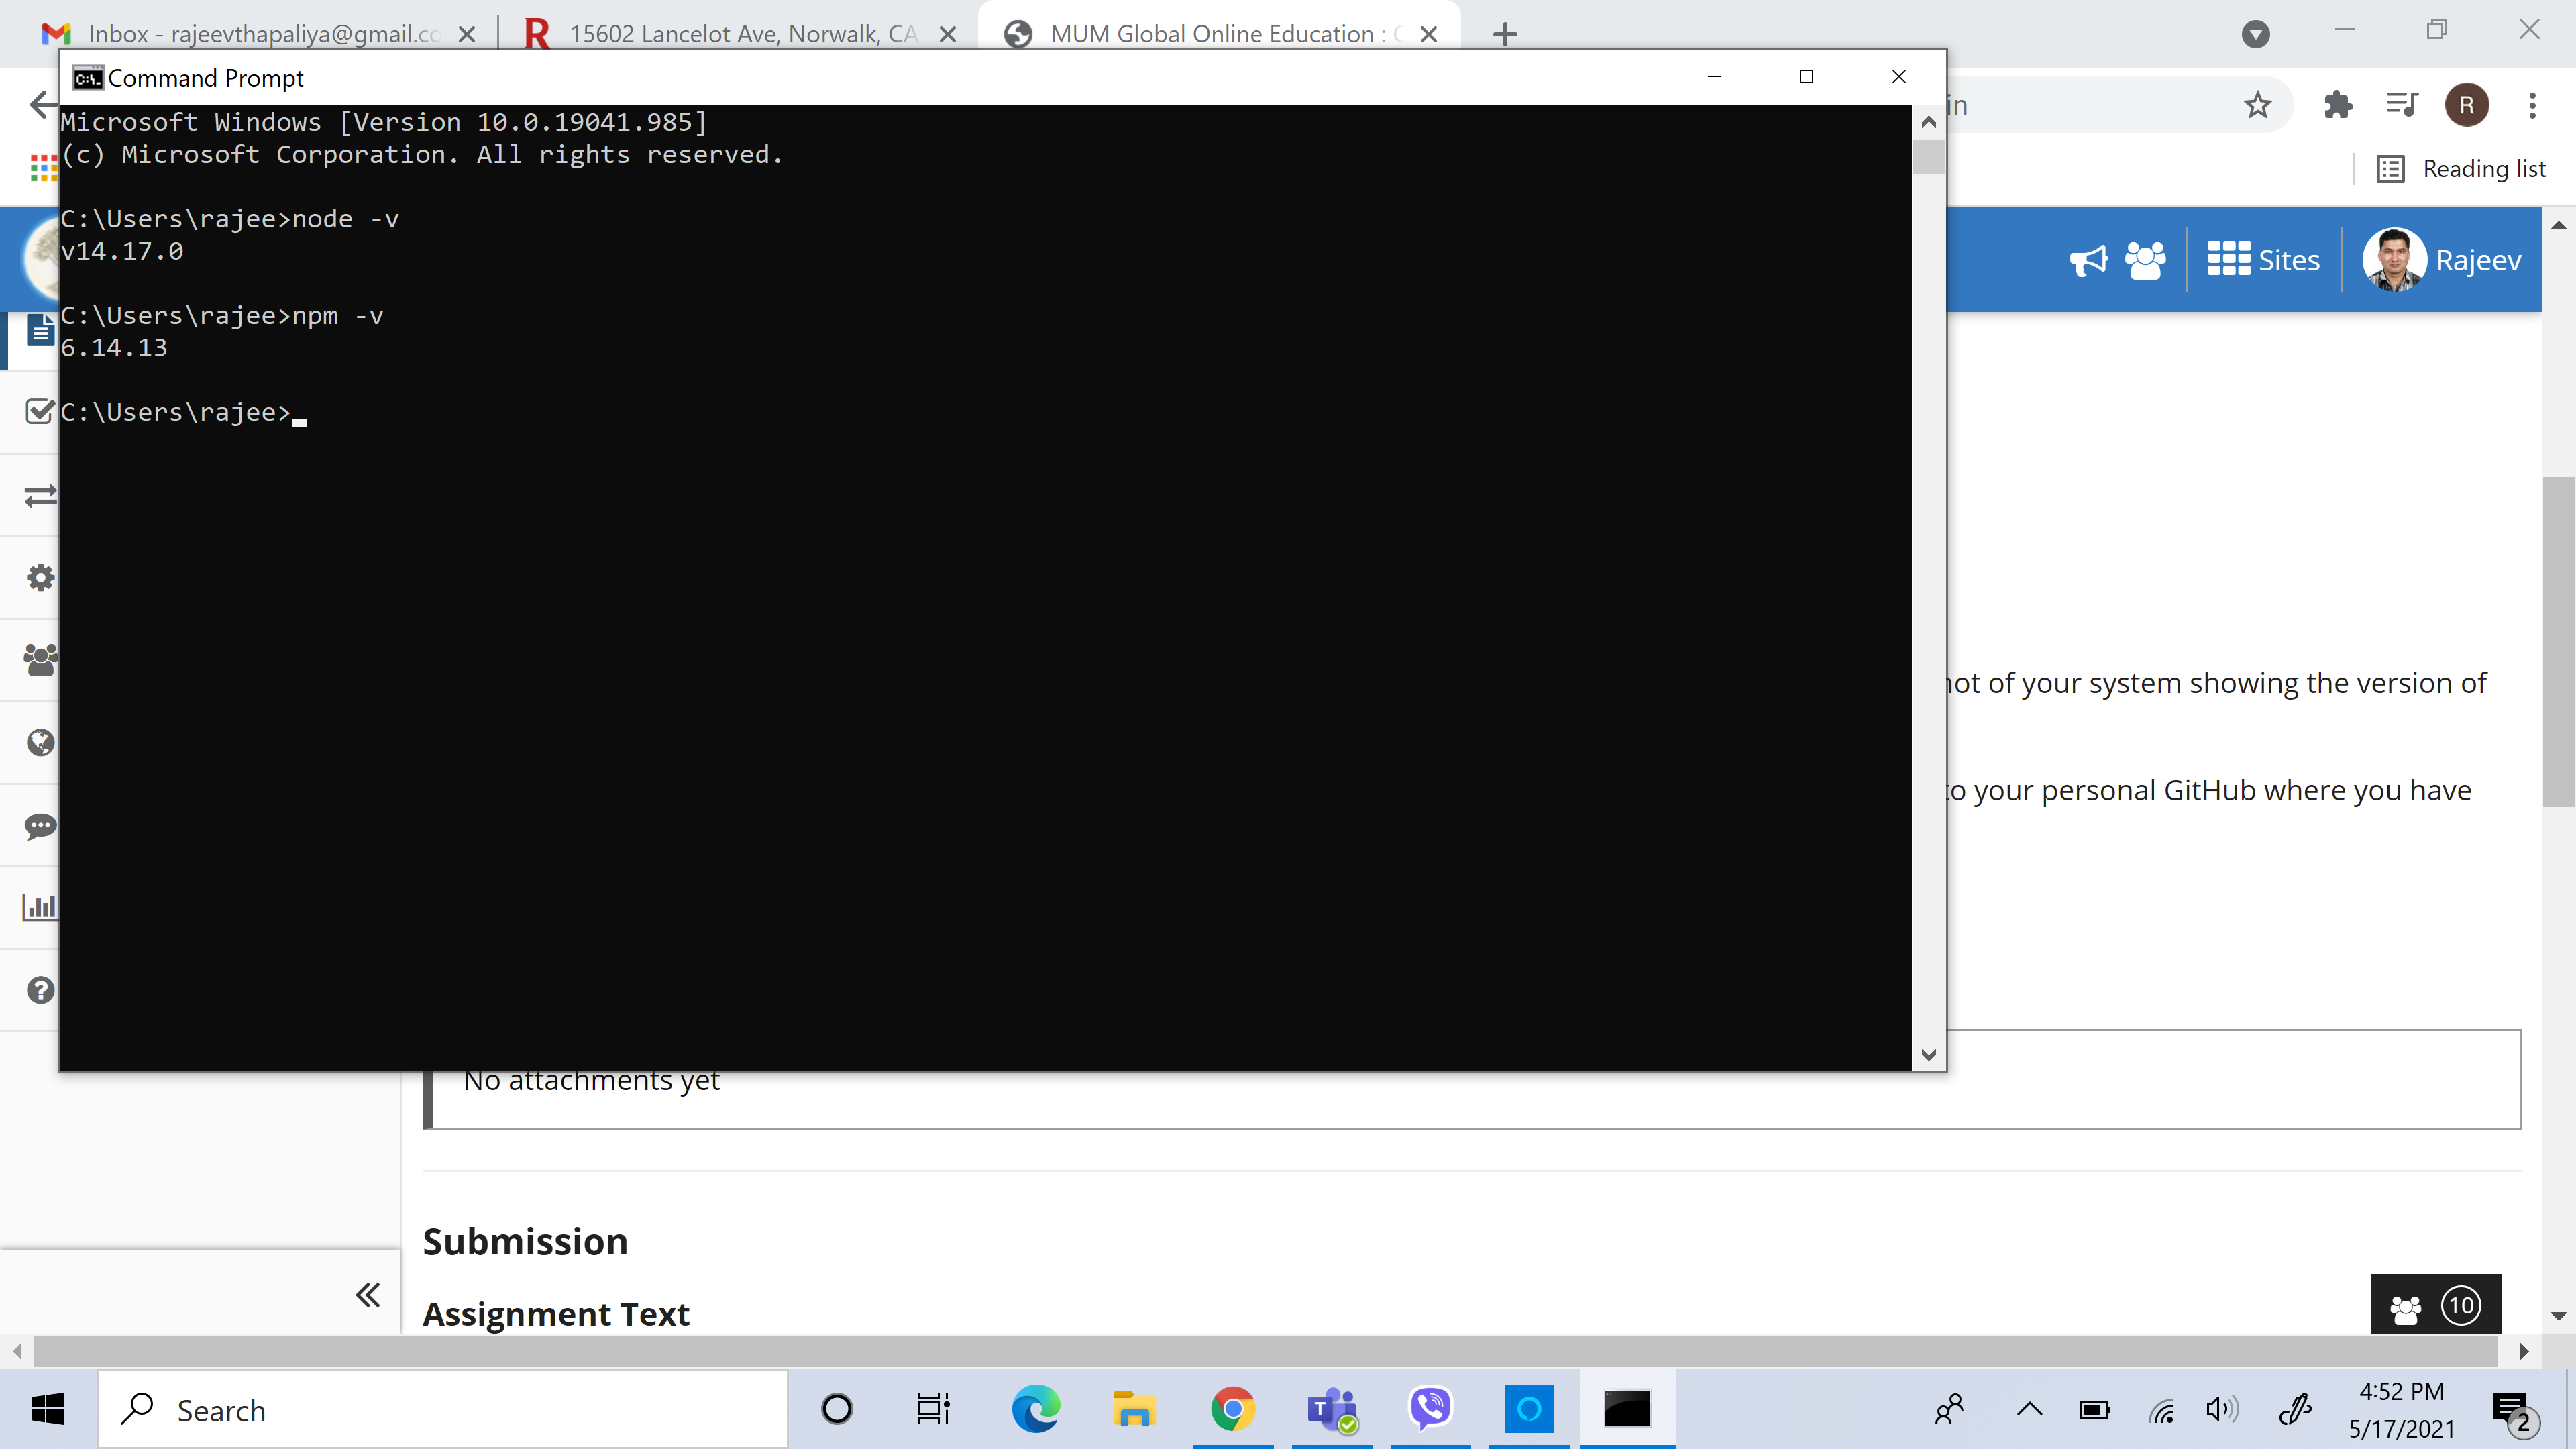 Inbox - rajeevthapaliya@gmail.co
R 15602 Lancelot Ave, Norwalk, CA
MUM Global Online Education :
Command Prompt
in
R
Reading list
Microsoft Windows [Version 10.0.19041.985]
(c) Microsoft Corporation. All rights reserved.
C:\Users\rajee>node -v
v14.17.0
C:\Users\rajee>npm -v
6.14.13
C:\Users\rajee>
Sites
Rajeev
of your system showing the version of
your personal GitHub where you have
No attachments yet
Submission
Assignment Text
10
Search
T
4:52 PM
5/17/2021
2